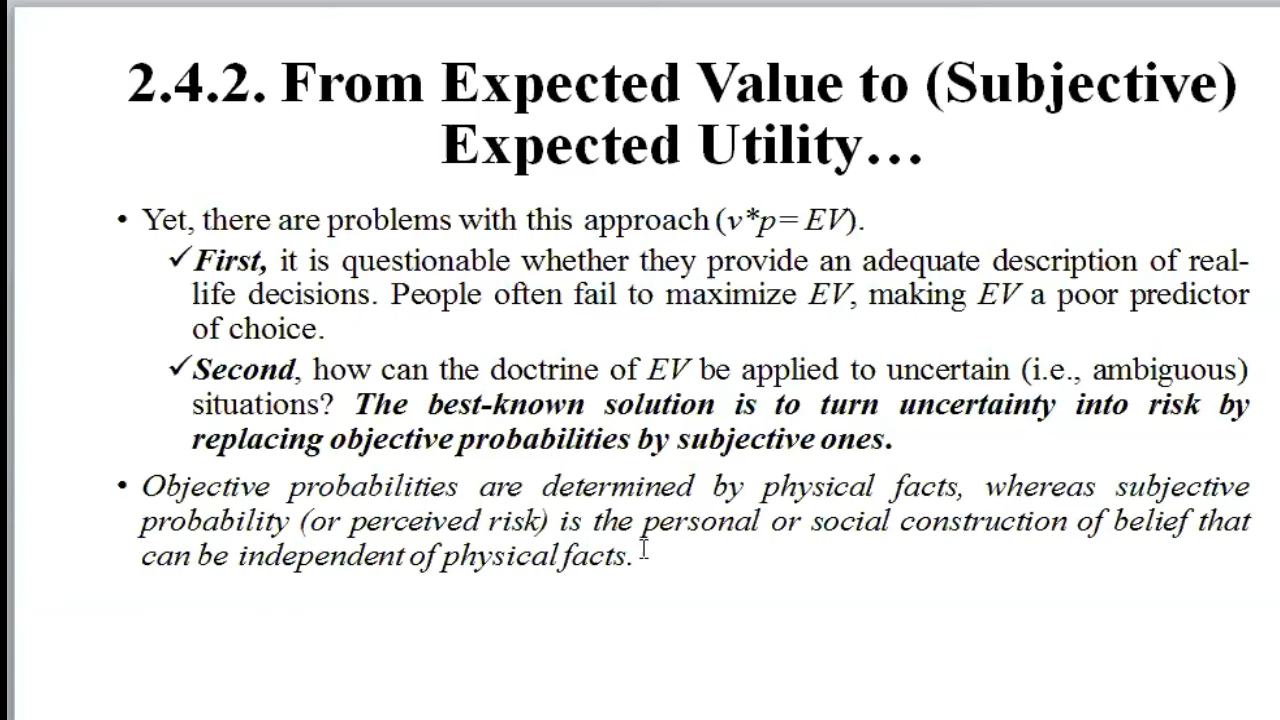 2.4.2. From Expected Value to (Subjective)
Expected Utility…
• Yet, there are problems with this approach (v*p= EV).
✓First, it is questionable whether they provide an adequate description of real-
life decisions. People often fail to maximize EV, making EV a poor predictor
of choice.
✓Second, how can the doctrine of EV be applied to uncertain (i.e., ambiguous)
situations? The best-known solution is to turn uncertainty into risk by
replacing objective probabilities by subjective ones.
• Objective probabilities are determined by physical facts, whereas subjective
probability (or perceived risk) is the personal or social construction of belief that
can be independent of physical facts.